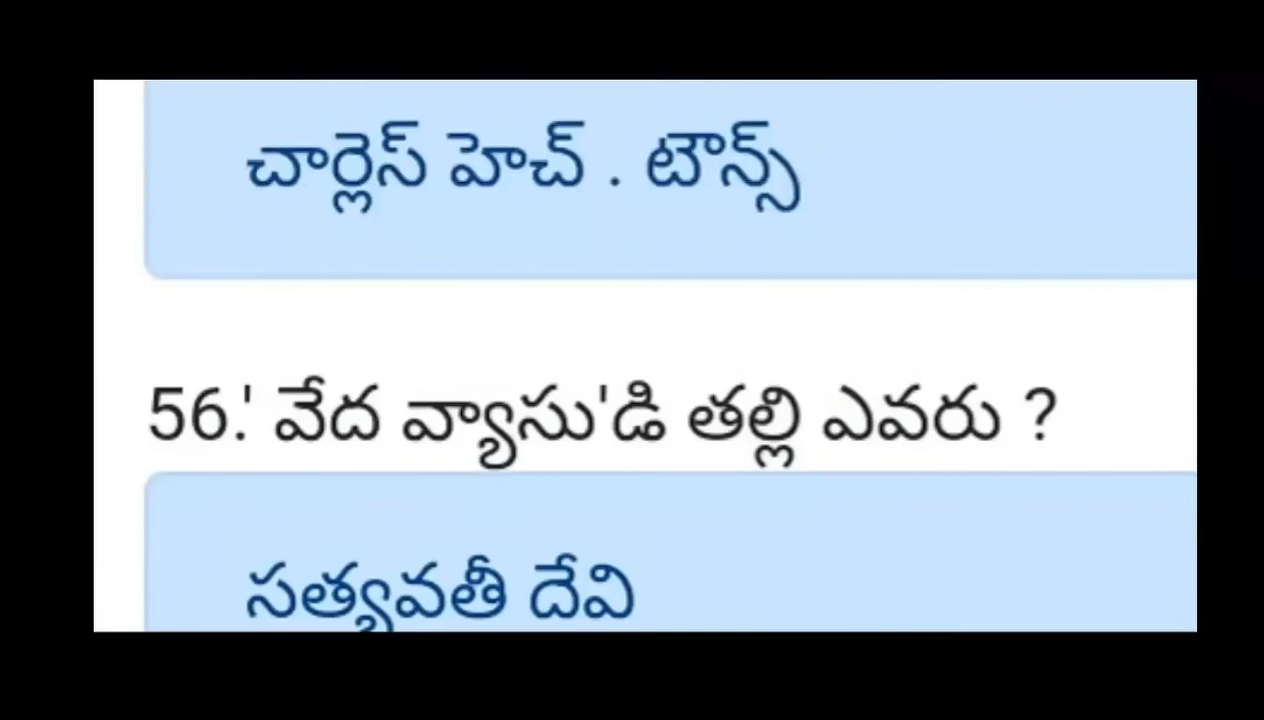 చార్లెస్ హెచ్ . టౌన్స్
56.' వేద వ్యాసు'డి తల్లి ఎవరు ?
సత్యవతీ దేవి